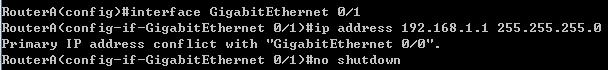 RouterA(config)#interface GigabitEthernet 0/1
RouterA(config-if-GigabitEthernet 0/1)#ip address 192.168.1.1 255.255.255.0
Primary IP address conflict with "GigabitEthernet 0/0".
RouterA(config-if-GigabitEthernet 0/1)#no shutdown